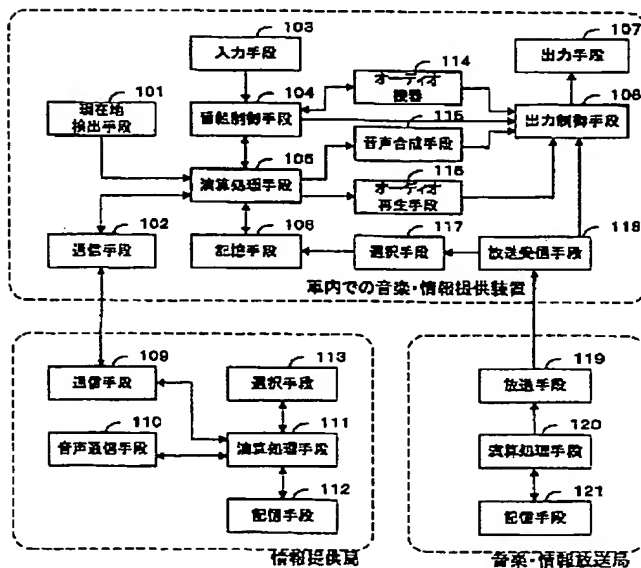 103
入力手段
107
出力手段
101
現在地
検出手段
104
番組制御手段
114
オーディオ
機器
108
出力制御手段
115
音声合成手段
105
演算処理手段
116
オーディオ
再生手段
102
通信手段
106
記憶手段
117
選択手段
118
放送受信手段
車内での音楽・情報提供装置
109
通信手段
113
選択手段
110
音声通信手段
111
演算処理手段
112
記信手段
情報提供局
119
放送手段
120
演算処理手段
121
記信手段
音楽・情報放送局